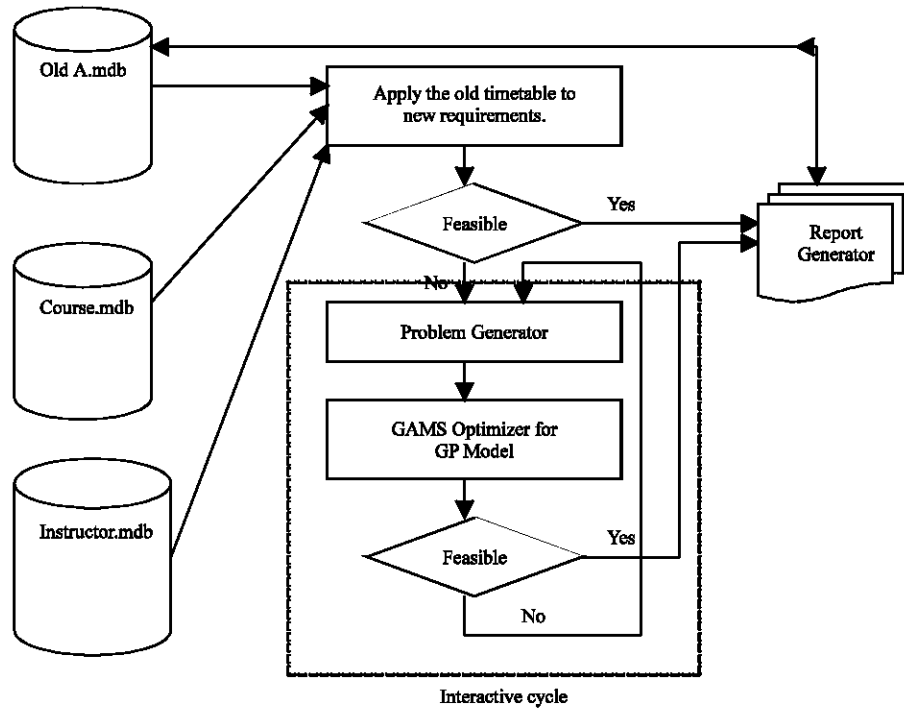 Old A.mdb
Apply the old timetable to
new requirements.
Feasible
Yes
Report
Generator
Course.mdb
No
Problem Generator
GAMS Optimizer for
GP Model
Instructor.mdb
Feasible
Yes
No
Interactive cycle